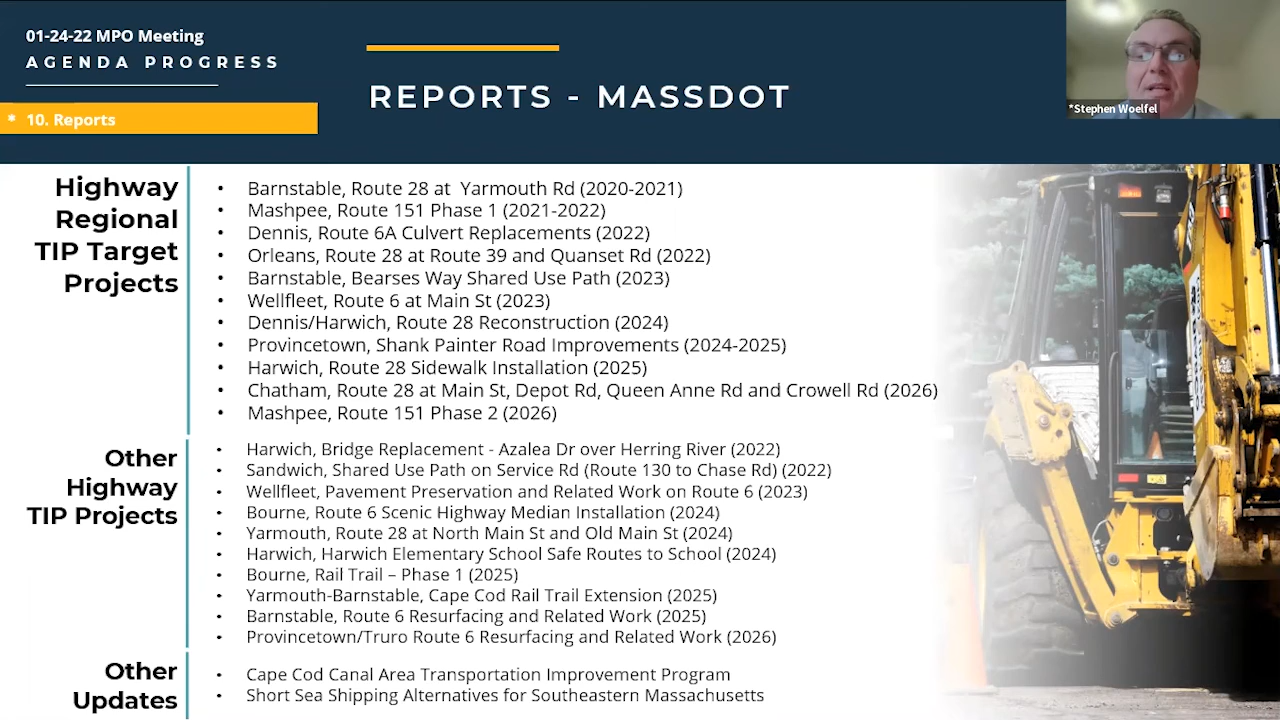 01-24-22 MPO Meeting
AGENDA PROGRESS
* 10. Reports
REPORTS - MASSDOT
*Stephen Woelfel
Highway
Regional
TIP Target
Projects
• Barnstable, Route 28 at Yarmouth Rd (2020-2021)
• Mashpee, Route 151 Phase 1 (2021-2022)
• Dennis, Route 6A Culvert Replacements (2022)
• Orleans, Route 28 at Route 39 and Quanset Rd (2022)
• Barnstable, Bearses Way Shared Use Path (2023)
• Wellfleet, Route 6 at Main St (2023)
• Dennis/Harwich, Route 28 Reconstruction (2024)
• Provincetown, Shank Painter Road Improvements (2024-2025)
• Harwich, Route 28 Sidewalk Installation (2025)
• Chatham, Route 28 at Main St, Depot Rd, Queen Anne Rd and Crowell Rd (2026)
• Mashpee, Route 151 Phase 2 (2026)
Other
Highway
TIP Projects
• Harwich, Bridge Replacement - Azalea Dr over Herring River (2022)
• Sandwich, Shared Use Path on Service Rd (Route 130 to Chase Rd) (2022)
• Wellfleet, Pavement Preservation and Related Work on Route 6 (2023)
• Bourne, Route 6 Scenic Highway Median Installation (2024)
• Yarmouth, Route 28 at North Main St and Old Main St (2024)
• Harwich, Harwich Elementary School Safe Routes to School (2024)
• Bourne, Rail Trail – Phase 1 (2025)
• Yarmouth-Barnstable, Cape Cod Rail Trail Extension (2025)
• Barnstable, Route 6 Resurfacing and Related Work (2025)
• Provincetown/Truro Route 6 Resurfacing and Related Work (2026)
Other
Updates
• Cape Cod Canal Area Transportation Improvement Program
• Short Sea Shipping Alternatives for Southeastern Massachusetts